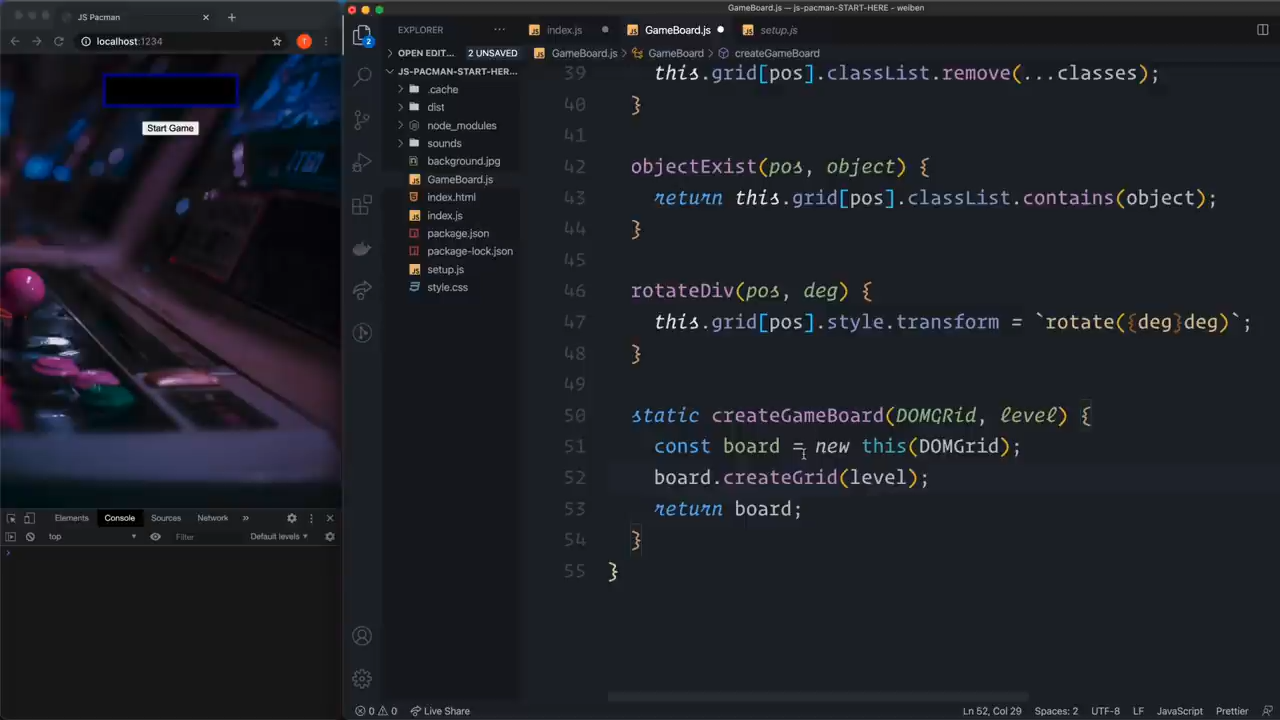 JS Pacman
localhost:1234
T
Start Game
Elements Console Sources Network »
top Filter Default levels
GameBoard.js — js-pacman-START-HERE - weiben
EXPLORER
index.js GameBoard.js setup.js
OPEN EDIT... 2 UNSAVED
GameBoard.js > GameBoard > createGameBoard
JS-PACMAN-START-HER...
.cache
dist
node_modules
sounds
background.jpg
GameBoard.js
index.html
index.js
package.json
package-lock.json
setup.js
style.css
2
39 this.grid[pos].classList.remove(...classes);
40 }
41
42 objectExist(pos, object) {
43 return this.grid[pos].classList.contains(object);
44 }
45
46 rotateDiv(pos, deg) {
47 this.grid[pos].style.transform = `rotate({deg}deg)`;
48 }
49
50 static createGameBoard(DOMGRid, level) {
51 const board = new this(DOMGrid);
52 board.createGrid(level);
53 return board;
54 }
55 }
0 0 Live Share
Ln 52, Col 29 Spaces: 2 UTF-8 LF JavaScript Prettier